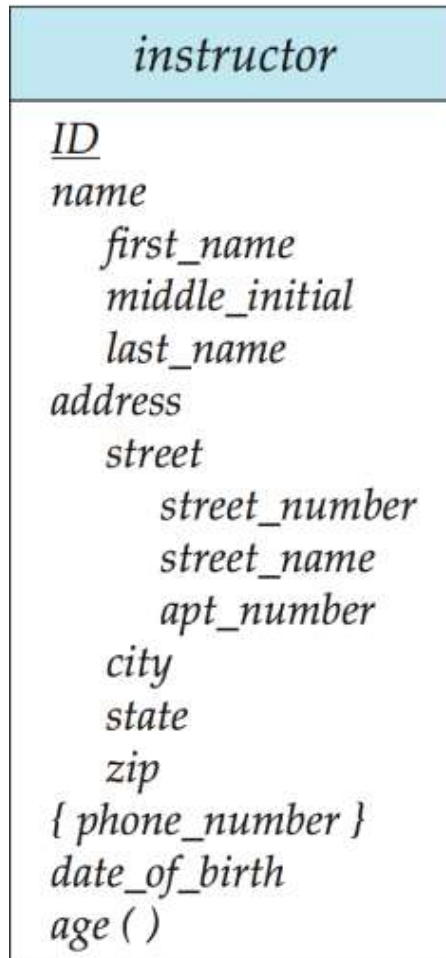 instructor
ID
name
first_name
middle_initial
last_name
address
street
street_number
street_name
apt_number
city
state
zip
{ phone_number }
date_of_birth
age ( )